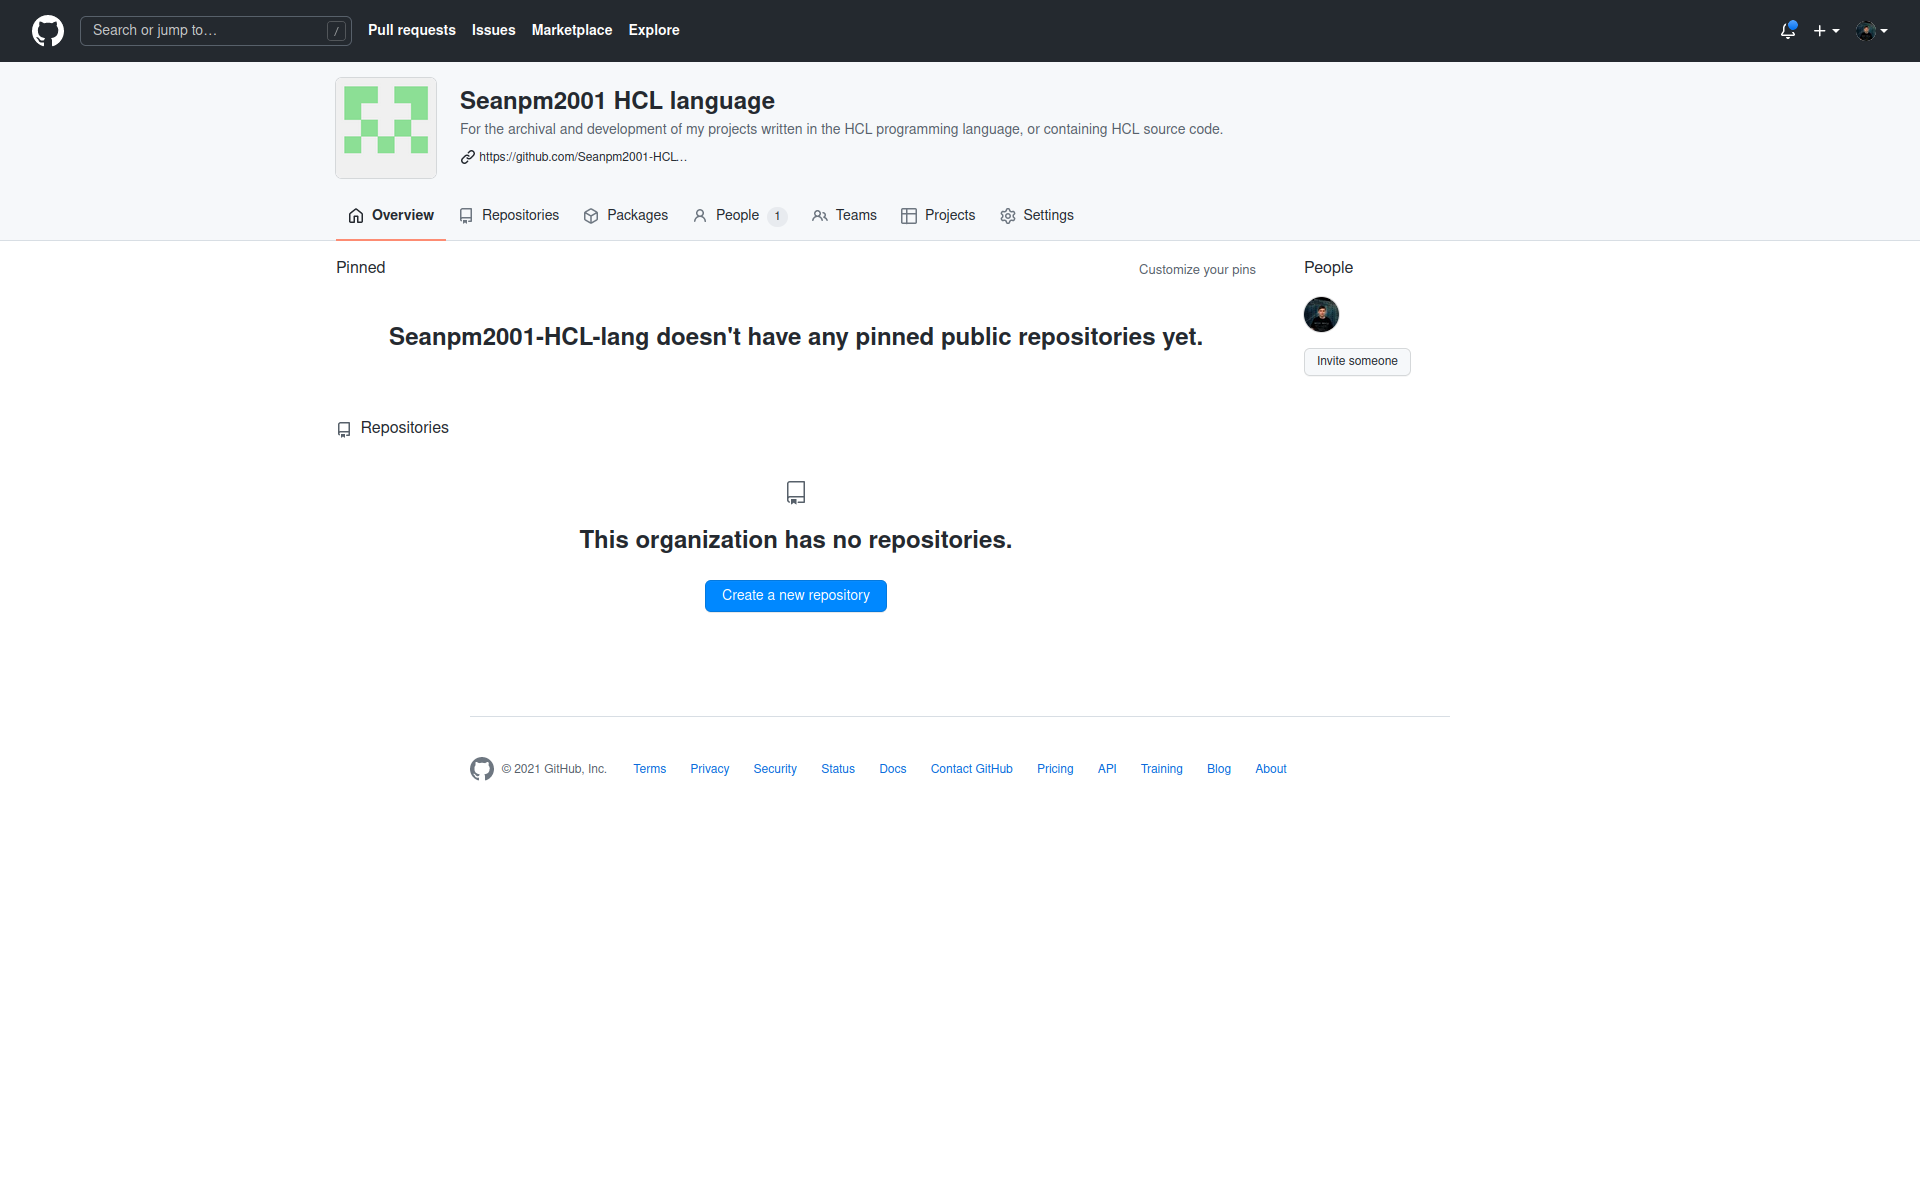 Search or jump to…
/
Pull requests
Issues
Marketplace
Explore
Seanpm2001 HCL language
For the archival and development of my projects written in the HCL programming language, or containing HCL source code.
https://github.com/Seanpm2001-HCL…
Overview
Repositories
Packages
People 1
Teams
Projects
Settings
Pinned
Customize your pins
Seanpm2001-HCL-lang doesn't have any pinned public repositories yet.
People
Invite someone
Repositories
This organization has no repositories.
Create a new repository
© 2021 GitHub, Inc.
Terms
Privacy
Security
Status
Docs
Contact GitHub
Pricing
API
Training
Blog
About